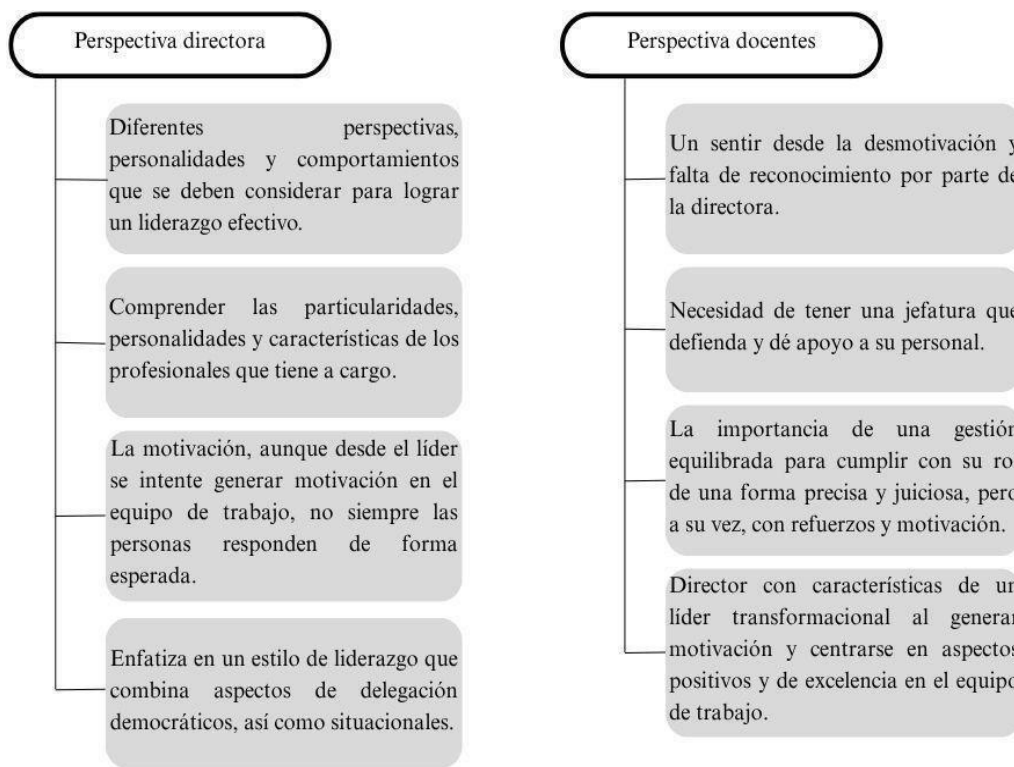 Perspectiva directora
Diferentes perspectivas,
personalidades y comportamientos
que se deben considerar para lograr
un liderazgo efectivo.
Comprender las particularidades,
personalidades y características de los
profesionales que tiene a cargo.
La motivación, aunque desde el líder
se intente generar motivación en el
equipo de trabajo, no siempre las
personas responden de forma
esperada.
Enfatiza en un estilo de liderazgo que
combina aspectos de delegación
democráticos, así como situacionales.
Perspectiva docentes
Un sentir desde la desmotivación y
falta de reconocimiento por parte de
la directora.
Necesidad de tener una jefatura que
defienda y dé apoyo a su personal.
La importancia de una gestión
equilibrada para cumplir con su ro
de una forma precisa y juiciosa, pero
a su vez, con refuerzos y motivación.
Director con características de un
líder transformacional al generar
motivación y centrarse en aspectos
positivos y de excelencia en el equipo
de trabajo.